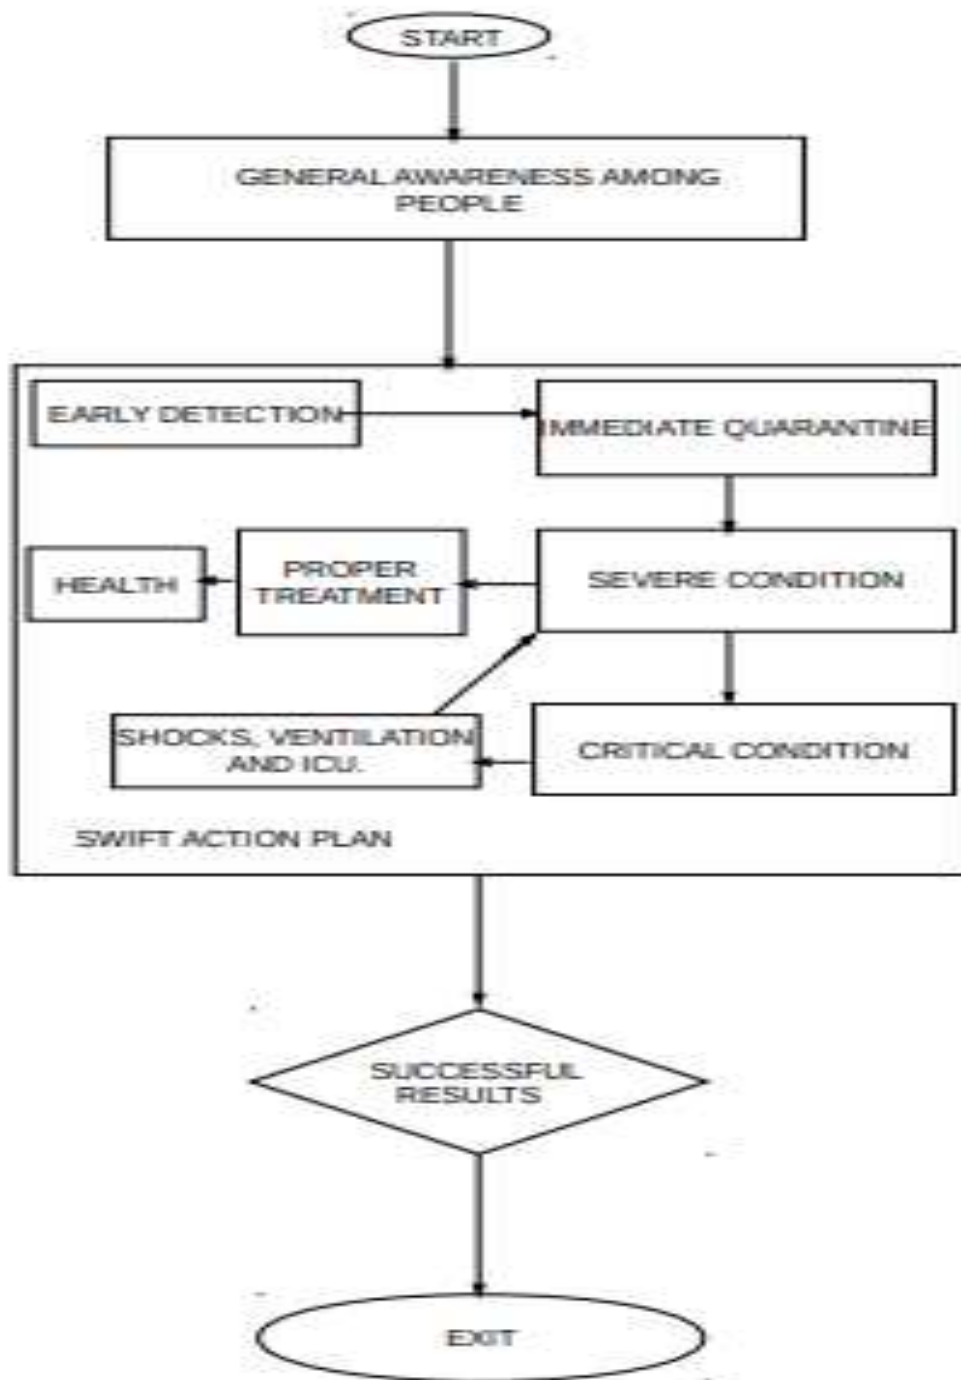 START
GENERAL AWARENESS AMONG
PEOPLE
EARLY DETECTION
IMMEDIATE QUARANTINE
HEALTH
PROPER
TREATMENT
SEVERE CONDITION
SHOCKS, VENTILATION
AND ICU.
CRITICAL CONDITION
SWIFT ACTION PLAN
SUCCESSFUL
RESULTS
EXIT